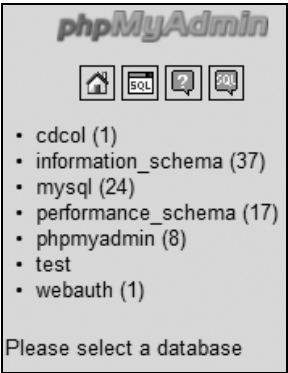 phpMyAdmin
SQL ? SQL
cdcol (1)
information_schema (37)
mysql (24)
performance_schema (17)
phpmyadmin (8)
test
webauth (1)
Please select a database